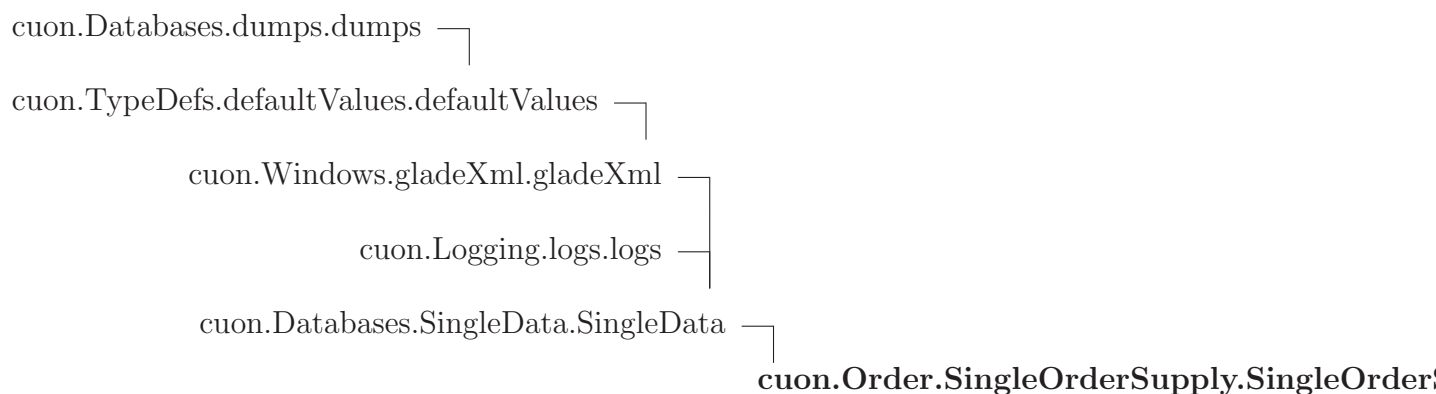 cuon.Databases.dumps.dumps
cuon.TypeDefs.defaultValues.defaultValues
cuon.Windows.gladeXml.gladeXml
cuon.Logging.logs.logs
cuon.Databases.SingleData.SingleData
cuon.Order.SingleOrderSupply.SingleOrderS